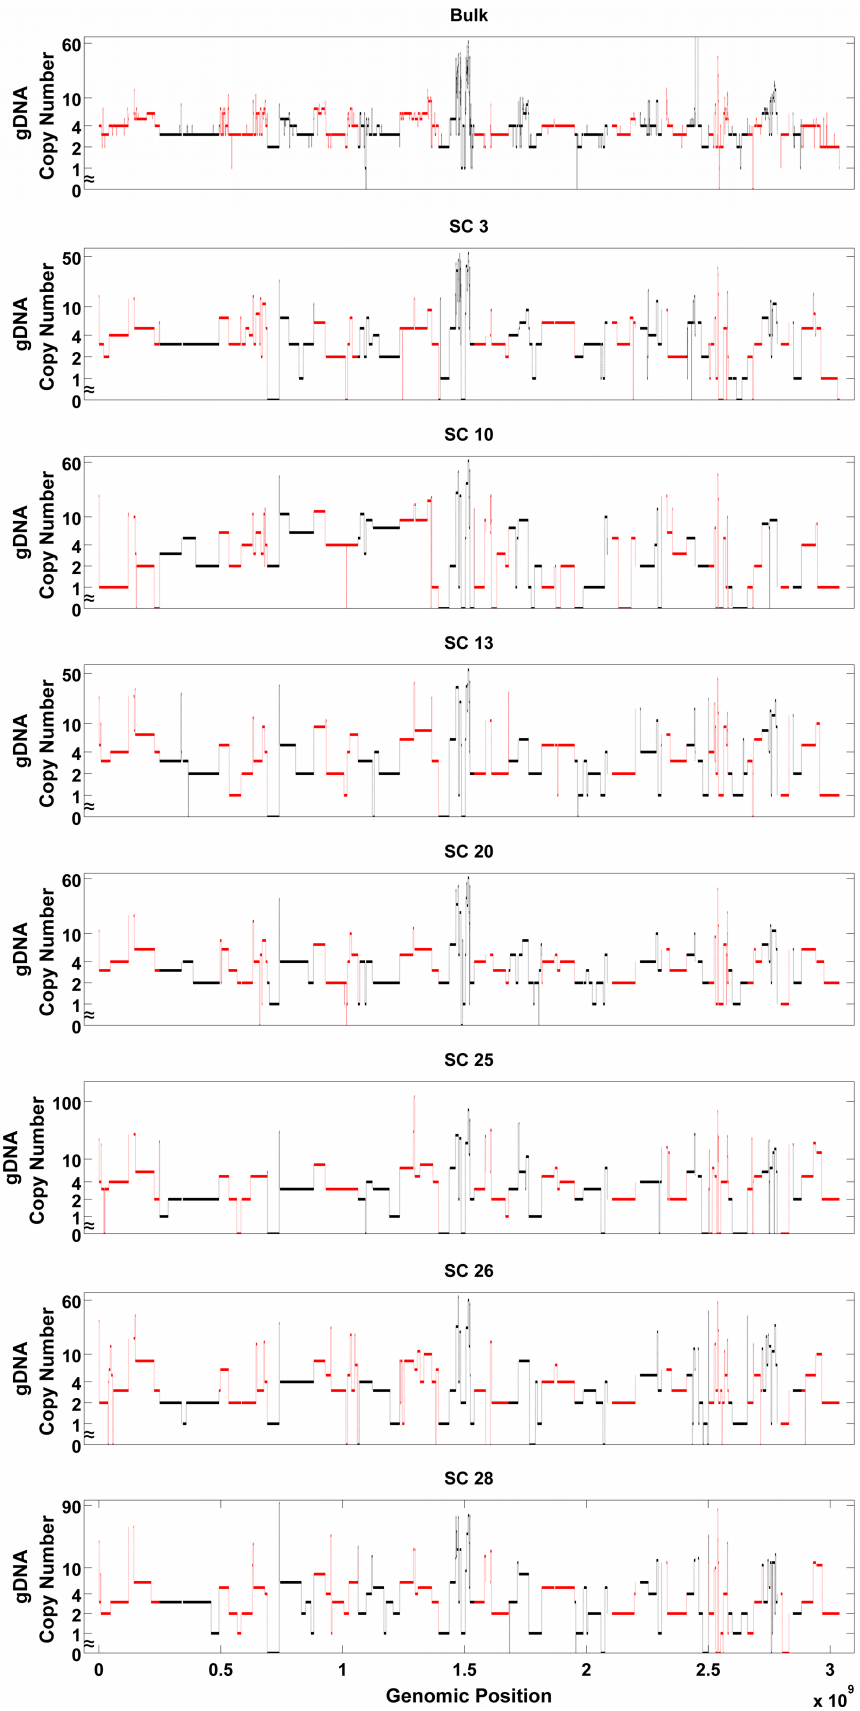 Bulk
gDNA
Copy Number
60
10
4
2
1
≈
0
SC 3
gDNA
Copy Number
50
10
4
2
1
≈
0
SC 10
gDNA
Copy Number
60
10
4
2
1
≈
0
SC 13
gDNA
Copy Number
50
10
4
2
1
≈
0
SC 20
gDNA
Copy Number
60
10
4
2
1
≈
0
SC 25
gDNA
Copy Number
100
10
4
2
1
≈
0
SC 26
gDNA
Copy Number
60
10
4
2
1
≈
0
SC 28
gDNA
Copy Number
90
10
4
2
1
≈
0
0 0.5 1 1.5 2 2.5 3
Genomic Position
x 10⁹